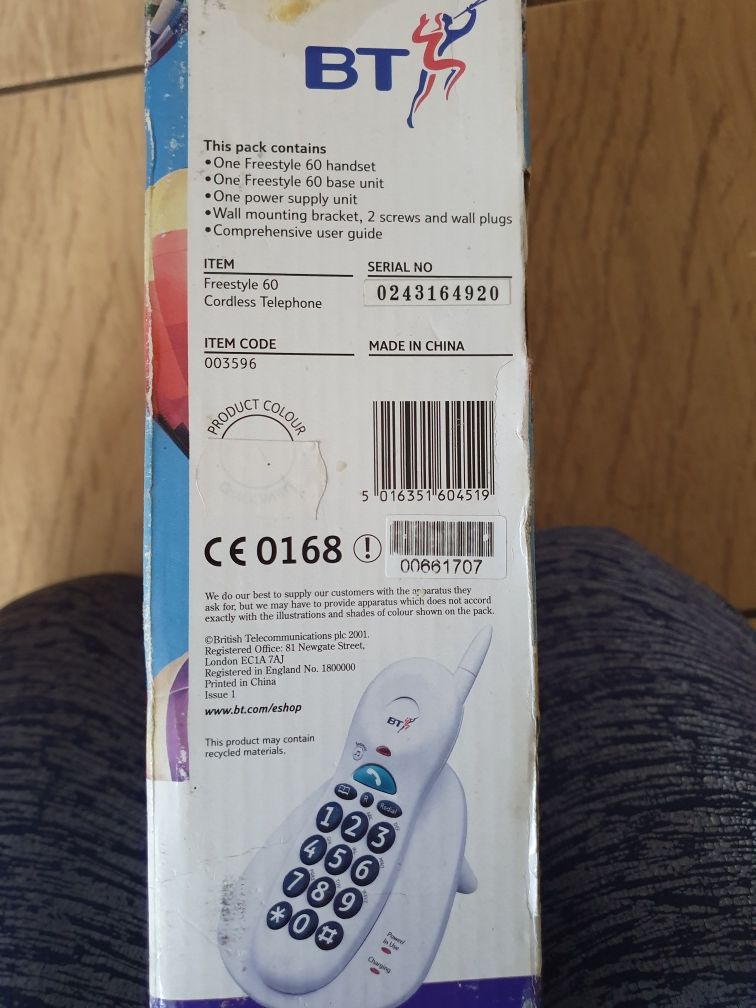 BT
This pack contains
•One Freestyle 60 handset
•One Freestyle 60 base unit
•One power supply unit
•Wall mounting bracket, 2 screws and wall plugs
•Comprehensive user guide
ITEM
Freestyle 60
Cordless Telephone
SERIAL NO
0243164920
ITEM CODE
003596
MADE IN CHINA
PRODUCT COLOUR
5 016351 604519
CE 0168
00661707
We do our best to supply our customers with the apparatus they
ask for, but we may have to provide apparatus which does not accord
exactly with the illustrations and shades of colour shown on the pack.
©British Telecommunications plc 2001.
Registered Office: 81 Newgate Street,
London EC1A 7AJ
Registered in England No. 1800000
Printed in China
Issue 1
www.bt.com/eshop
This product may contain
recycled materials.
BT
R
Redial
1 2 3
4 5 6
7 8 9
* 0 #
Power/
In Use
Charging